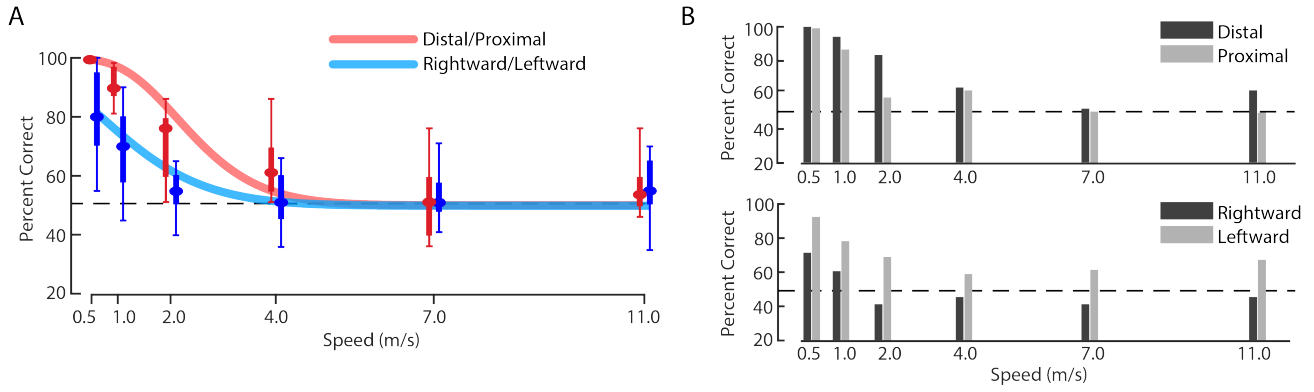 A
Distal/Proximal
Rightward/Leftward
Percent Correct
100
80
60
40
20
0.5 1.0 2.0 4.0 7.0 11.0
Speed (m/s)
B
Distal
Proximal
Percent Correct
100
80
60
40
20
0.5 1.0 2.0 4.0 7.0 11.0
Rightward
Leftward
Percent Correct
100
80
60
40
20
0.5 1.0 2.0 4.0 7.0 11.0
Speed (m/s)